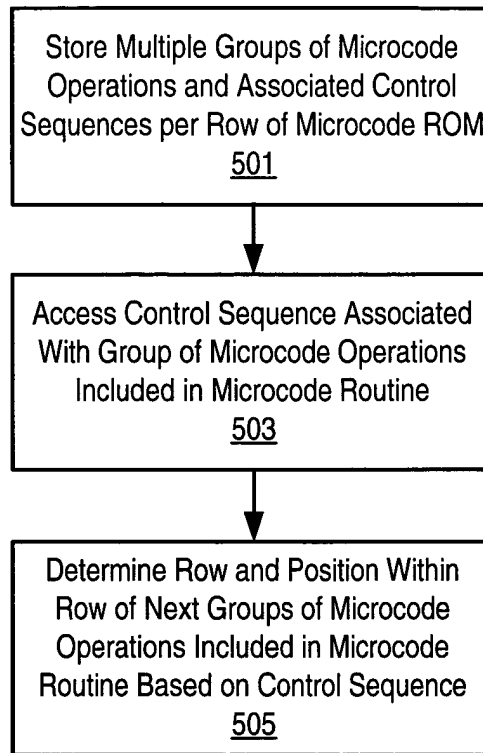 Store Multiple Groups of Microcode
Operations and Associated Control
Sequences per Row of Microcode ROM
501
Access Control Sequence Associated
With Group of Microcode Operations
Included in Microcode Routine
503
Determine Row and Position Within
Row of Next Groups of Microcode
Operations Included in Microcode
Routine Based on Control Sequence
505